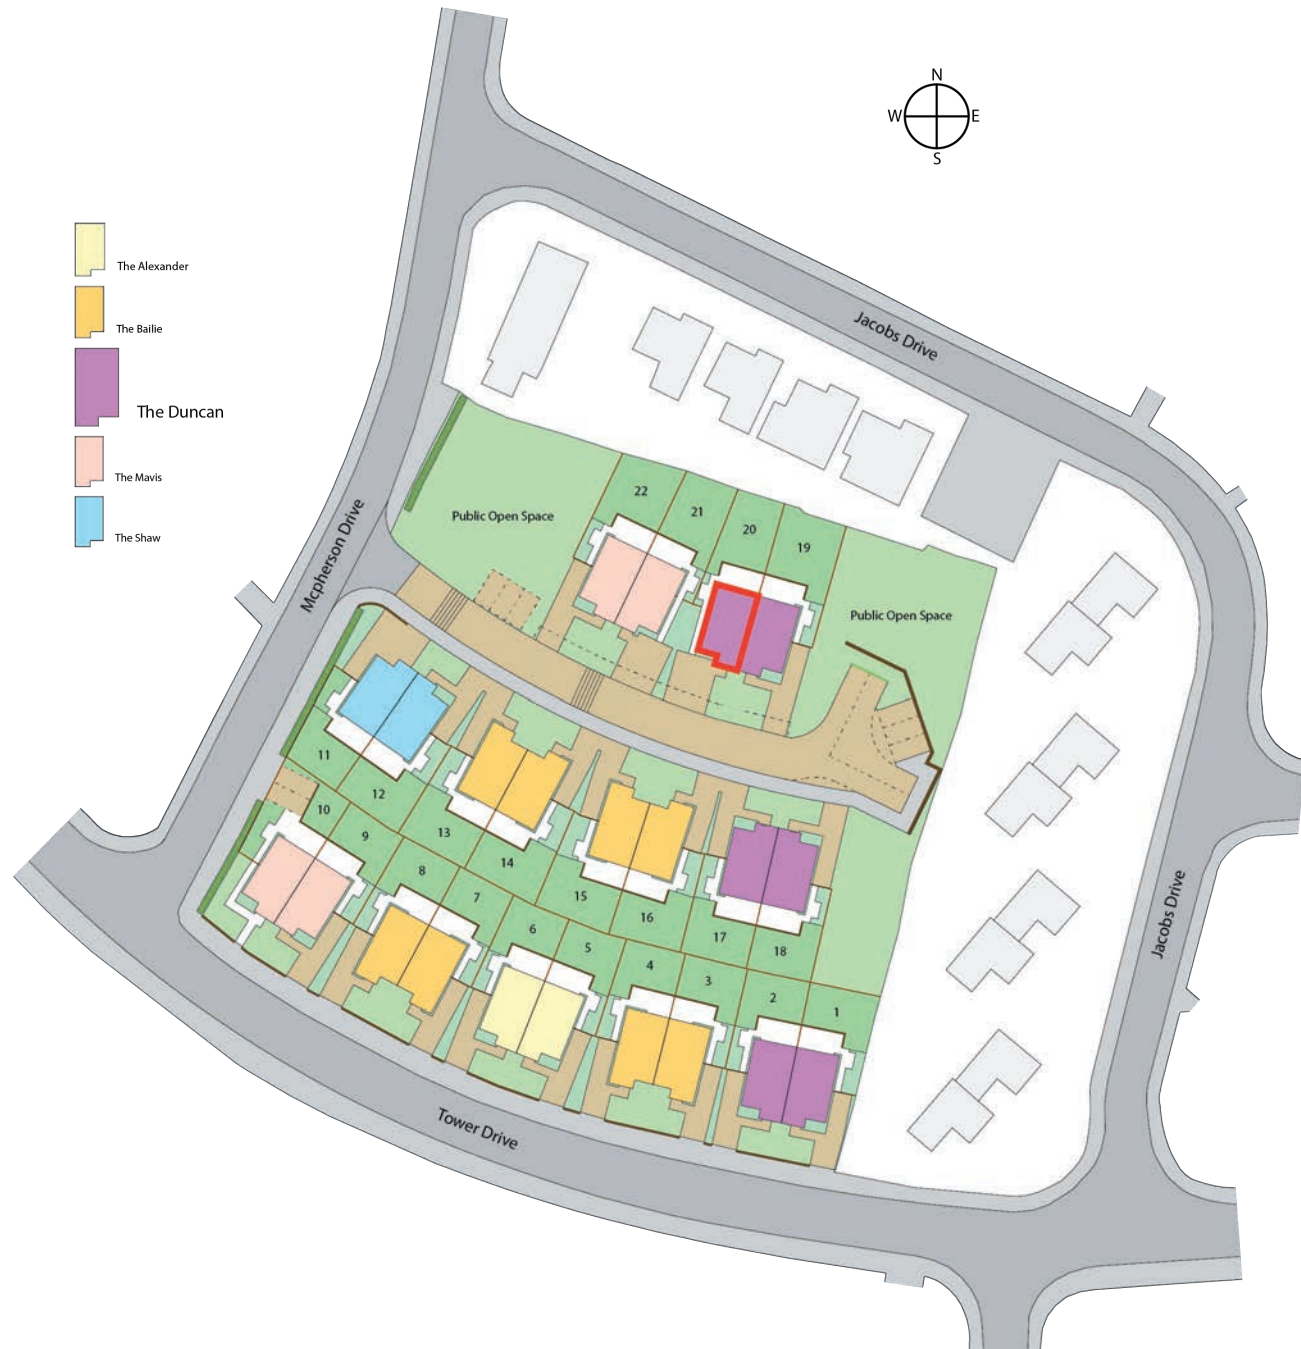 N
W
E
S
The Alexander
The Bailie
The Duncan
The Mavis
The Shaw
Jacobs Drive
Mcpherson Drive
Public Open Space
22
21
20
19
Public Open Space
11
12
13
14
15
16
17
18
10
9
8
7
6
5
4
3
2
1
Jacobs Drive
Tower Drive